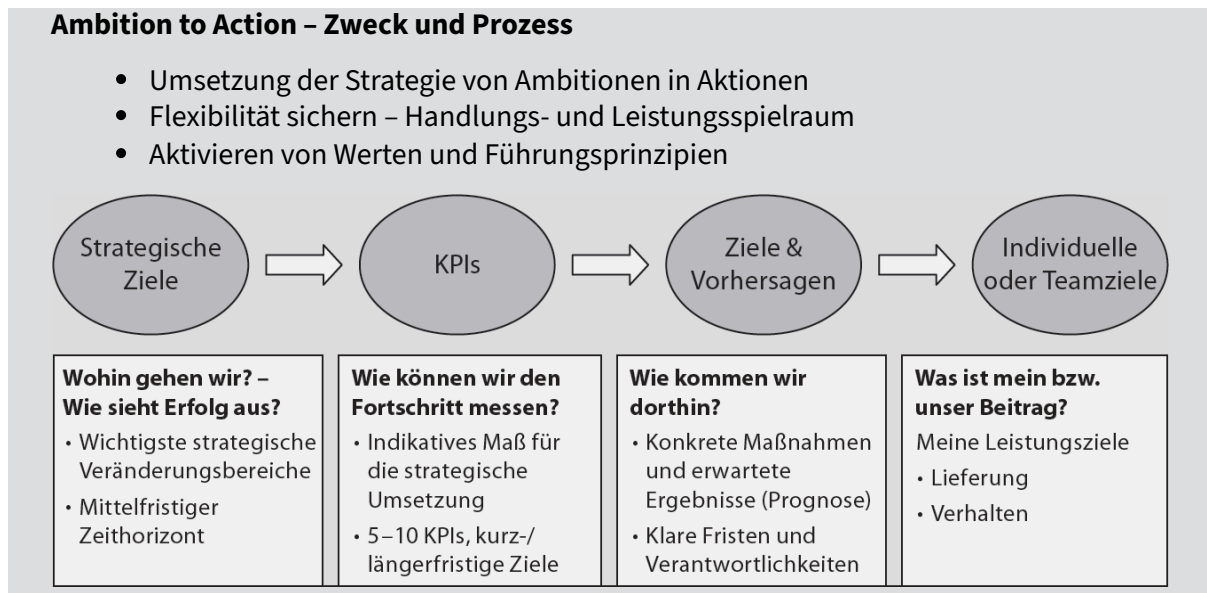 Ambition to Action – Zweck und Prozess
• Umsetzung der Strategie von Ambitionen in Aktionen
• Flexibilität sichern – Handlungs- und Leistungsspielraum
• Aktivieren von Werten und Führungsprinzipien
Strategische
Ziele
KPIs
Ziele &
Vorhersagen
Individuelle
oder Teamziele
Wohin gehen wir? –
Wie sieht Erfolg aus?
• Wichtigste strategische
Veränderungsbereiche
• Mittelfristiger
Zeithorizont
Wie können wir den
Fortschritt messen?
• Indikatives Maß für
die strategische
Umsetzung
• 5–10 KPIs, kurz-/
längerfristige Ziele
Wie kommen wir
dorthin?
• Konkrete Maßnahmen
und erwartete
Ergebnisse (Prognose)
• Klare Fristen und
Verantwortlichkeiten
Was ist mein bzw.
unser Beitrag?
Meine Leistungsziele
• Lieferung
• Verhalten